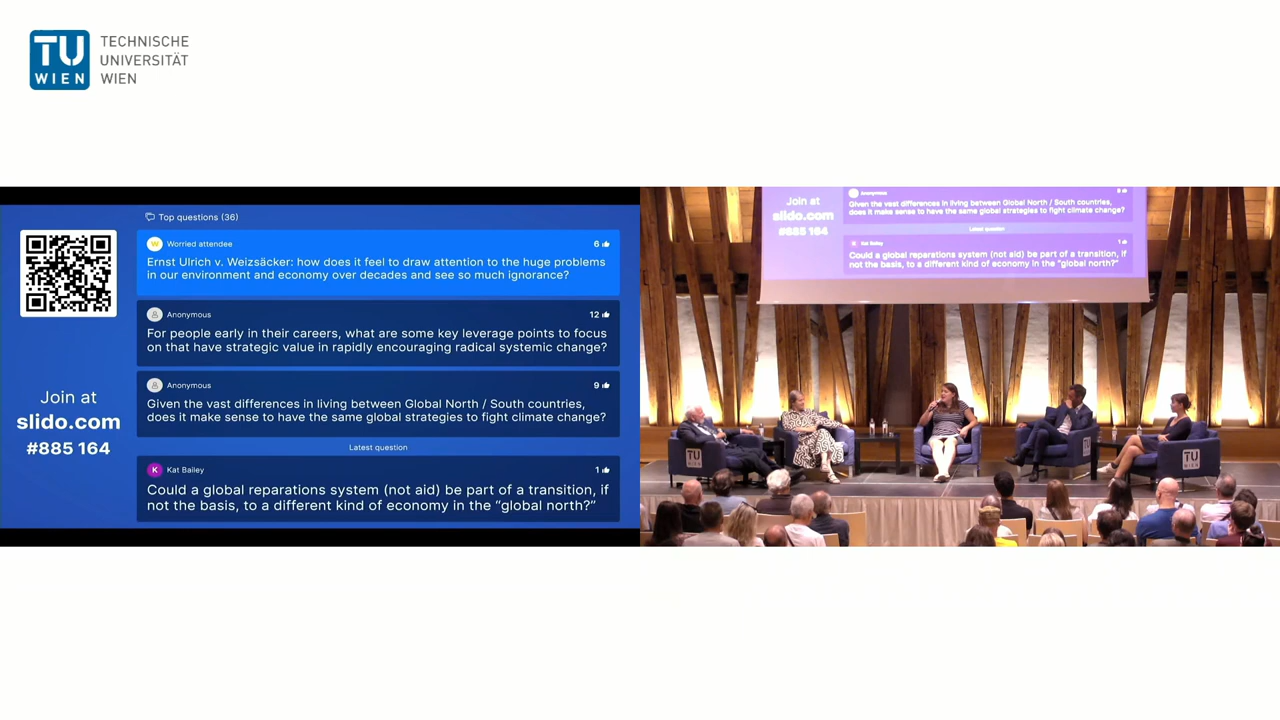 TU
WIEN
TECHNISCHE
UNIVERSITÄT
WIEN
Top questions (36)
W
Worried attendee
6
Ernst Ulrich v. Weizsäcker: how does it feel to draw attention to the huge problems
in our environment and economy over decades and see so much ignorance?
Anonymous
12
For people early in their careers, what are some key leverage points to focus
on that have strategic value in rapidly encouraging radical systemic change?
Anonymous
9
Given the vast differences in living between Global North / South countries,
does it make sense to have the same global strategies to fight climate change?
Latest question
K
Kat Bailey
1
Could a global reparations system (not aid) be part of a transition, if
not the basis, to a different kind of economy in the “global north?”
Join at
slido.com
#885 164
Join at
slido.com
#885 164
Anonymous
9
Given the vast differences in living between Global North / South countries,
does it make sense to have the same global strategies to fight climate change?
Latest question
K
Kat Bailey
1
Could a global reparations system (not aid) be part of a transition, if
not the basis, to a different kind of economy in the “global north?”
TU
WIEN
TU
WIEN